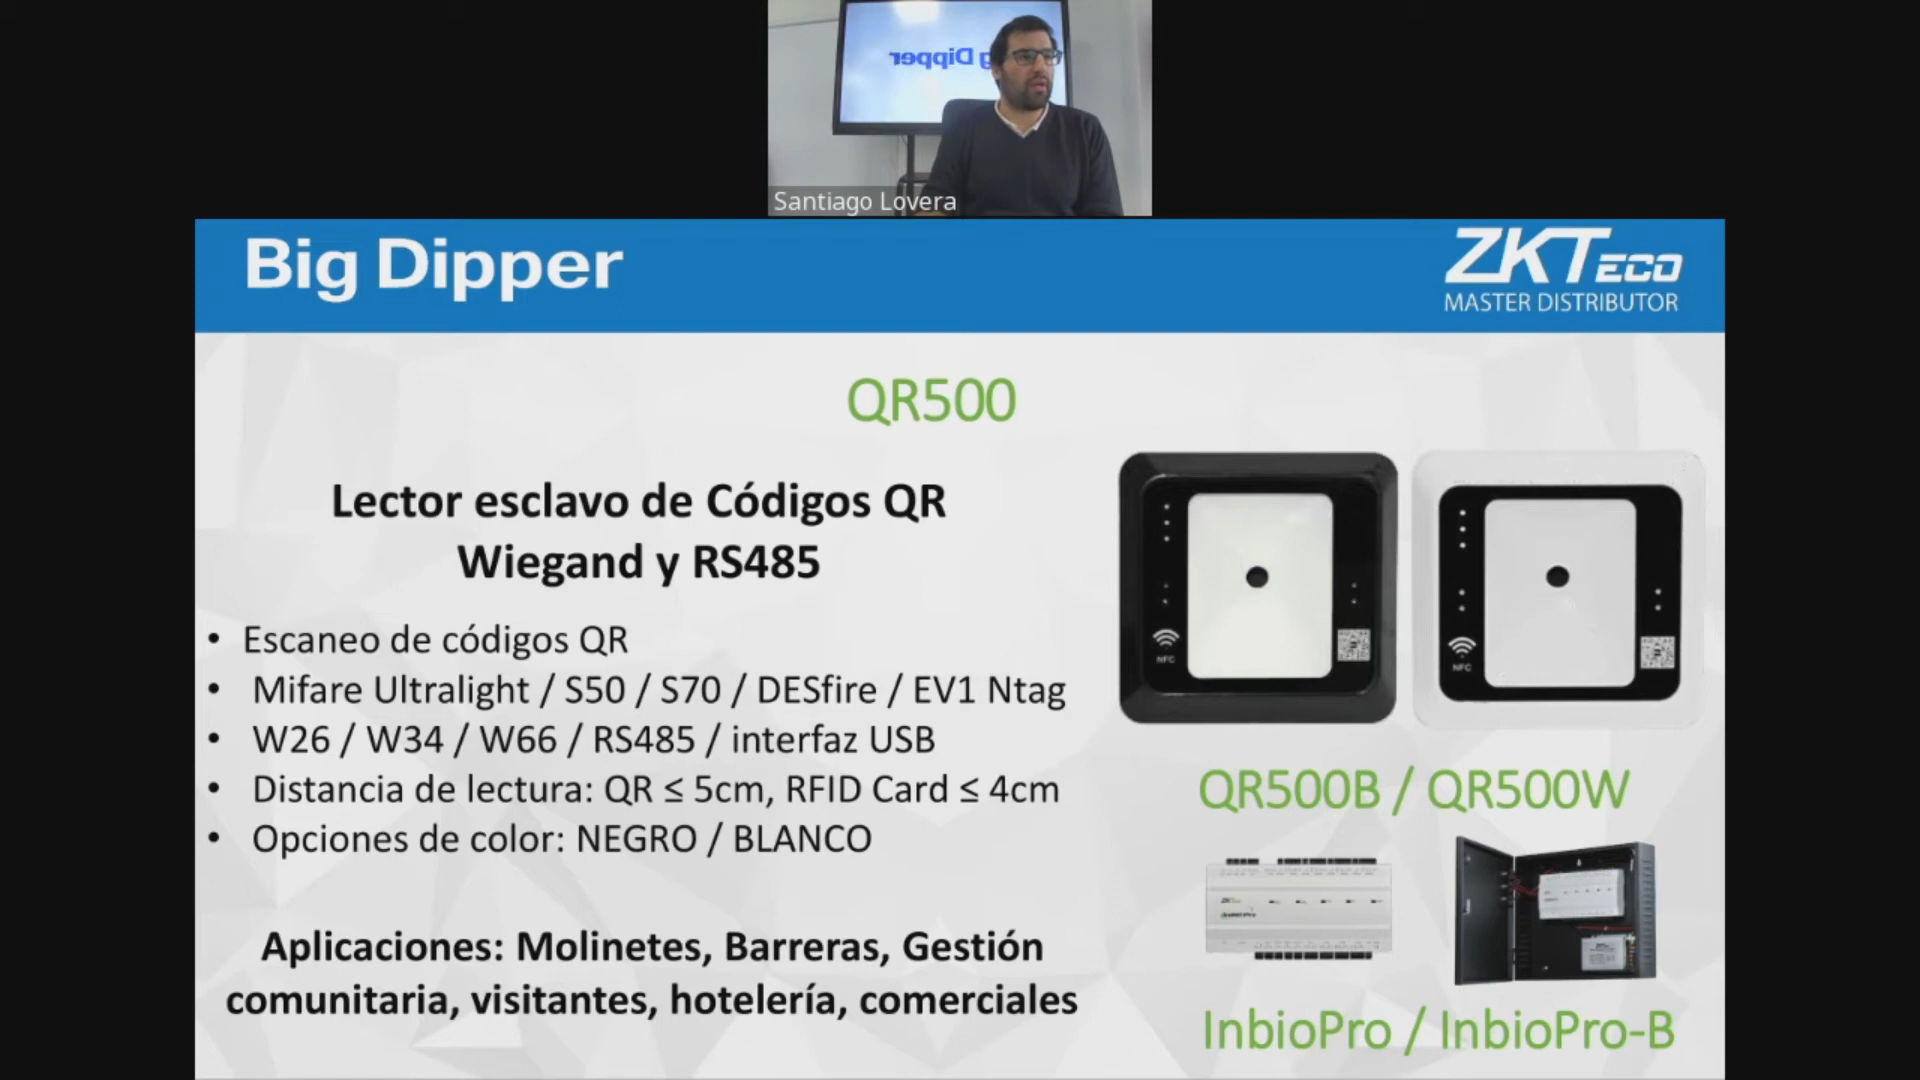 Big Dipper
Santiago Lovera
Big Dipper
ZKTeco
MASTER DISTRIBUTOR
QR500
Lector esclavo de Códigos QR
Wiegand y RS485
• Escaneo de códigos QR
• Mifare Ultralight / S50 / S70 / DESfire / EV1 Ntag
• W26 / W34 / W66 / RS485 / interfaz USB
• Distancia de lectura: QR ≤ 5cm, RFID Card ≤ 4cm
• Opciones de color: NEGRO / BLANCO
Aplicaciones: Molinetes, Barreras, Gestión
comunitaria, visitantes, hotelería, comerciales
NFC
NFC
QR500B / QR500W
InbioPro / InbioPro-B